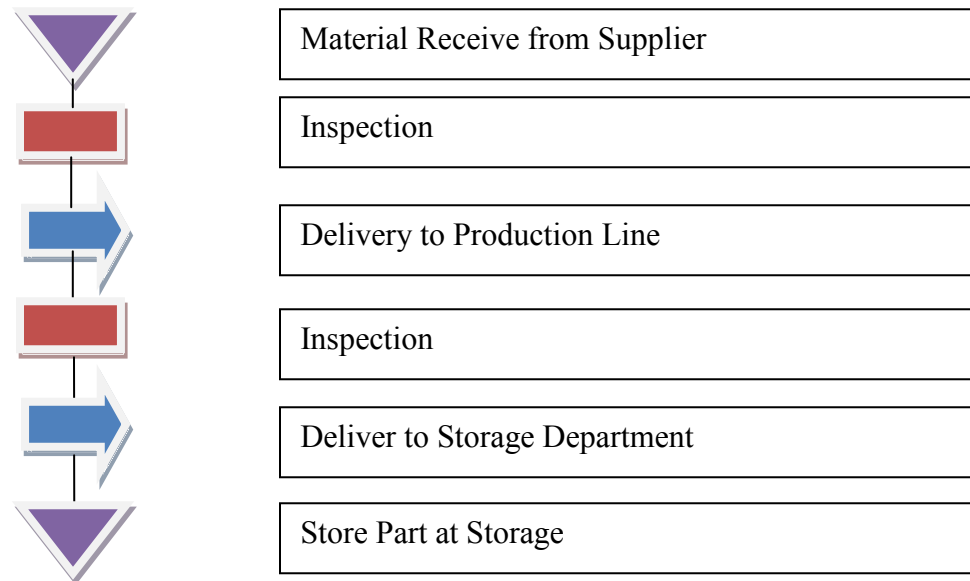 Material Receive from Supplier
Inspection
Delivery to Production Line
Inspection
Deliver to Storage Department
Store Part at Storage